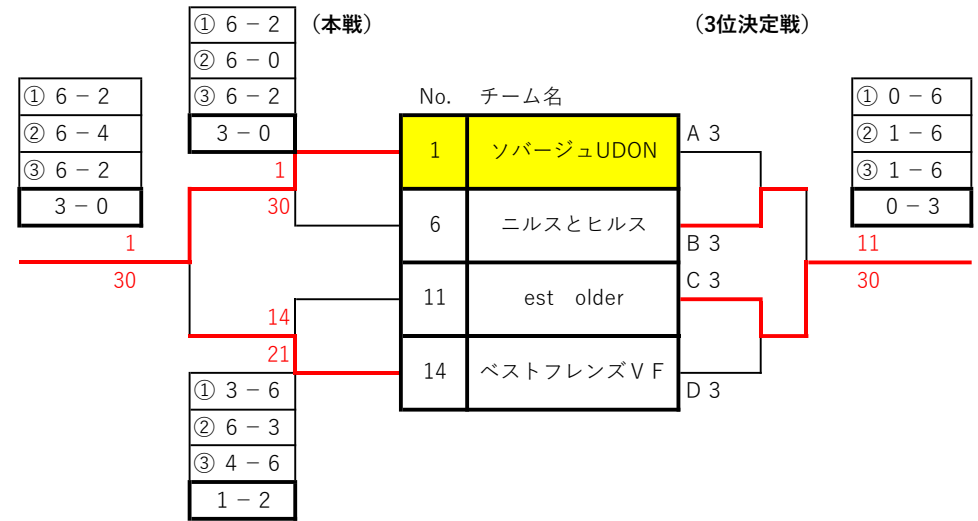 ① 6 － 2
② 6 － 0
③ 6 － 2
3 － 0
（本戦）
（3位決定戦）
① 6 － 2
② 6 － 4
③ 6 － 2
3 － 0
No. チーム名
1 ソバージュUDON
6 ニルスとヒルス
11 est　older
14 ベストフレンズＶＦ
A 3
B 3
C 3
D 3
① 0 － 6
② 1 － 6
③ 1 － 6
0 － 3
1
30
1
30
14
21
11
30
① 3 － 6
② 6 － 3
③ 4 － 6
1 － 2